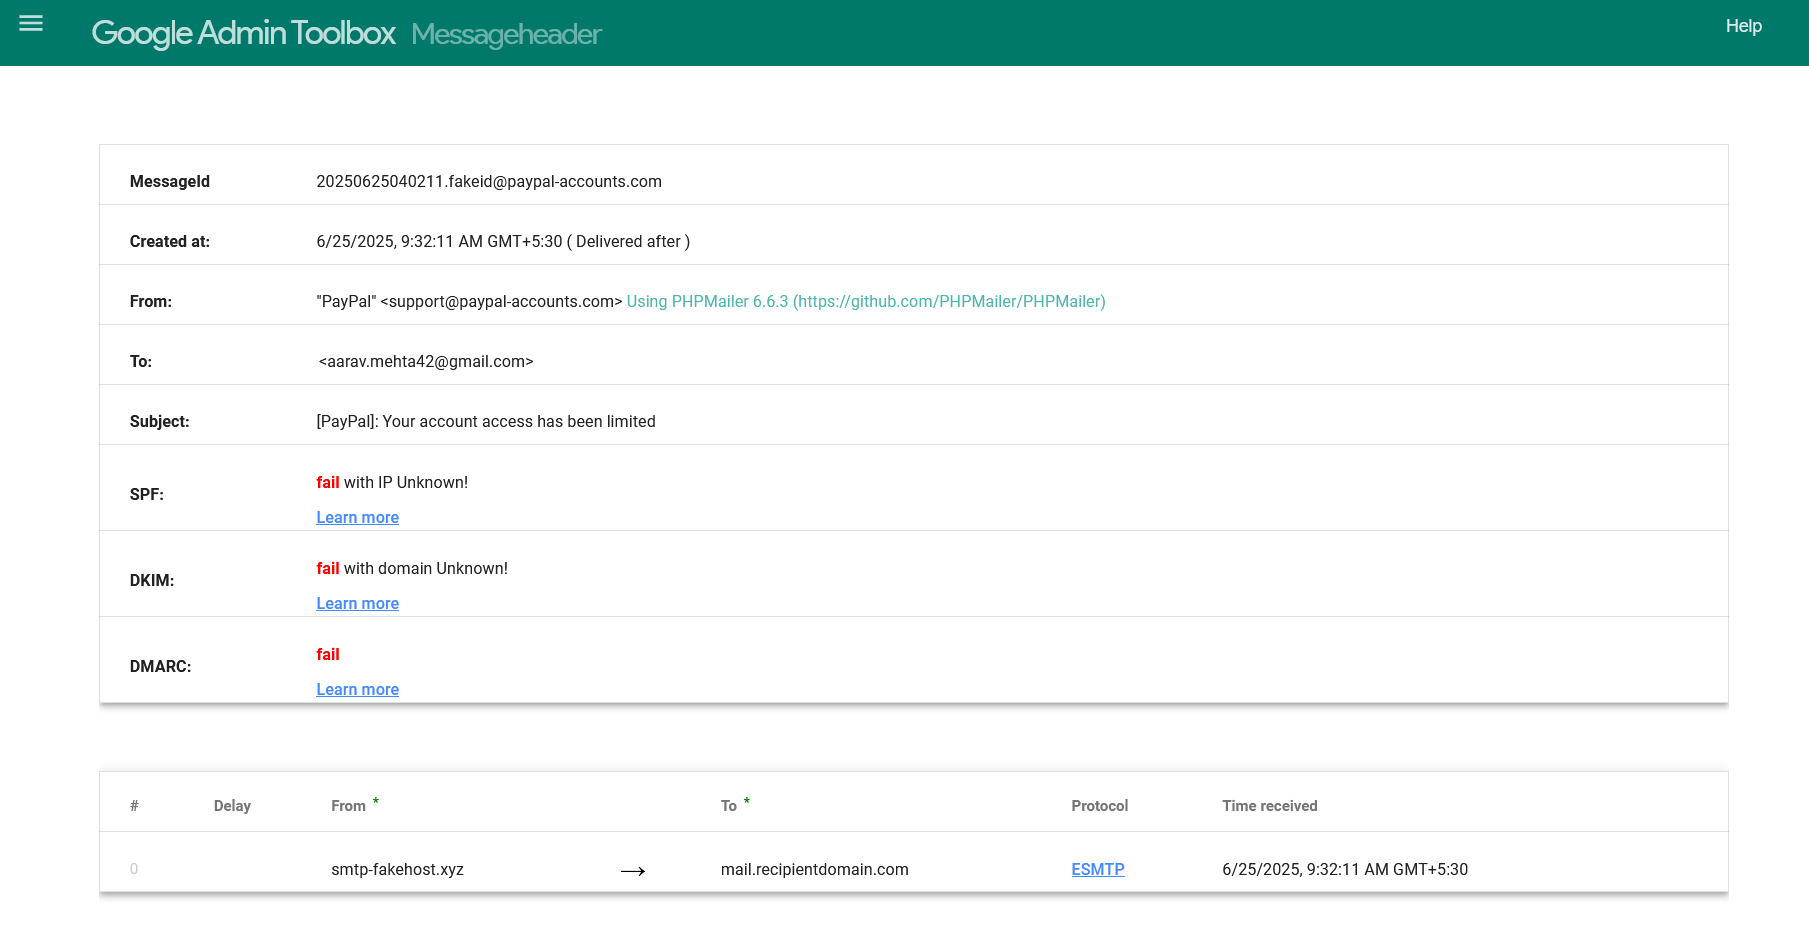 Google Admin Toolbox Messageheader
Help
MessageId 20250625040211.fakeid@paypal-accounts.com
Created at: 6/25/2025, 9:32:11 AM GMT+5:30 ( Delivered after )
From: "PayPal" <support@paypal-accounts.com> Using PHPMailer 6.6.3 (https://github.com/PHPMailer/PHPMailer)
To: <aarav.mehta42@gmail.com>
Subject: [PayPal]: Your account access has been limited
SPF: fail with IP Unknown!
Learn more
DKIM: fail with domain Unknown!
Learn more
DMARC: fail
Learn more
# Delay From * To * Protocol Time received
0 smtp-fakehost.xyz → mail.recipientdomain.com ESMTP 6/25/2025, 9:32:11 AM GMT+5:30